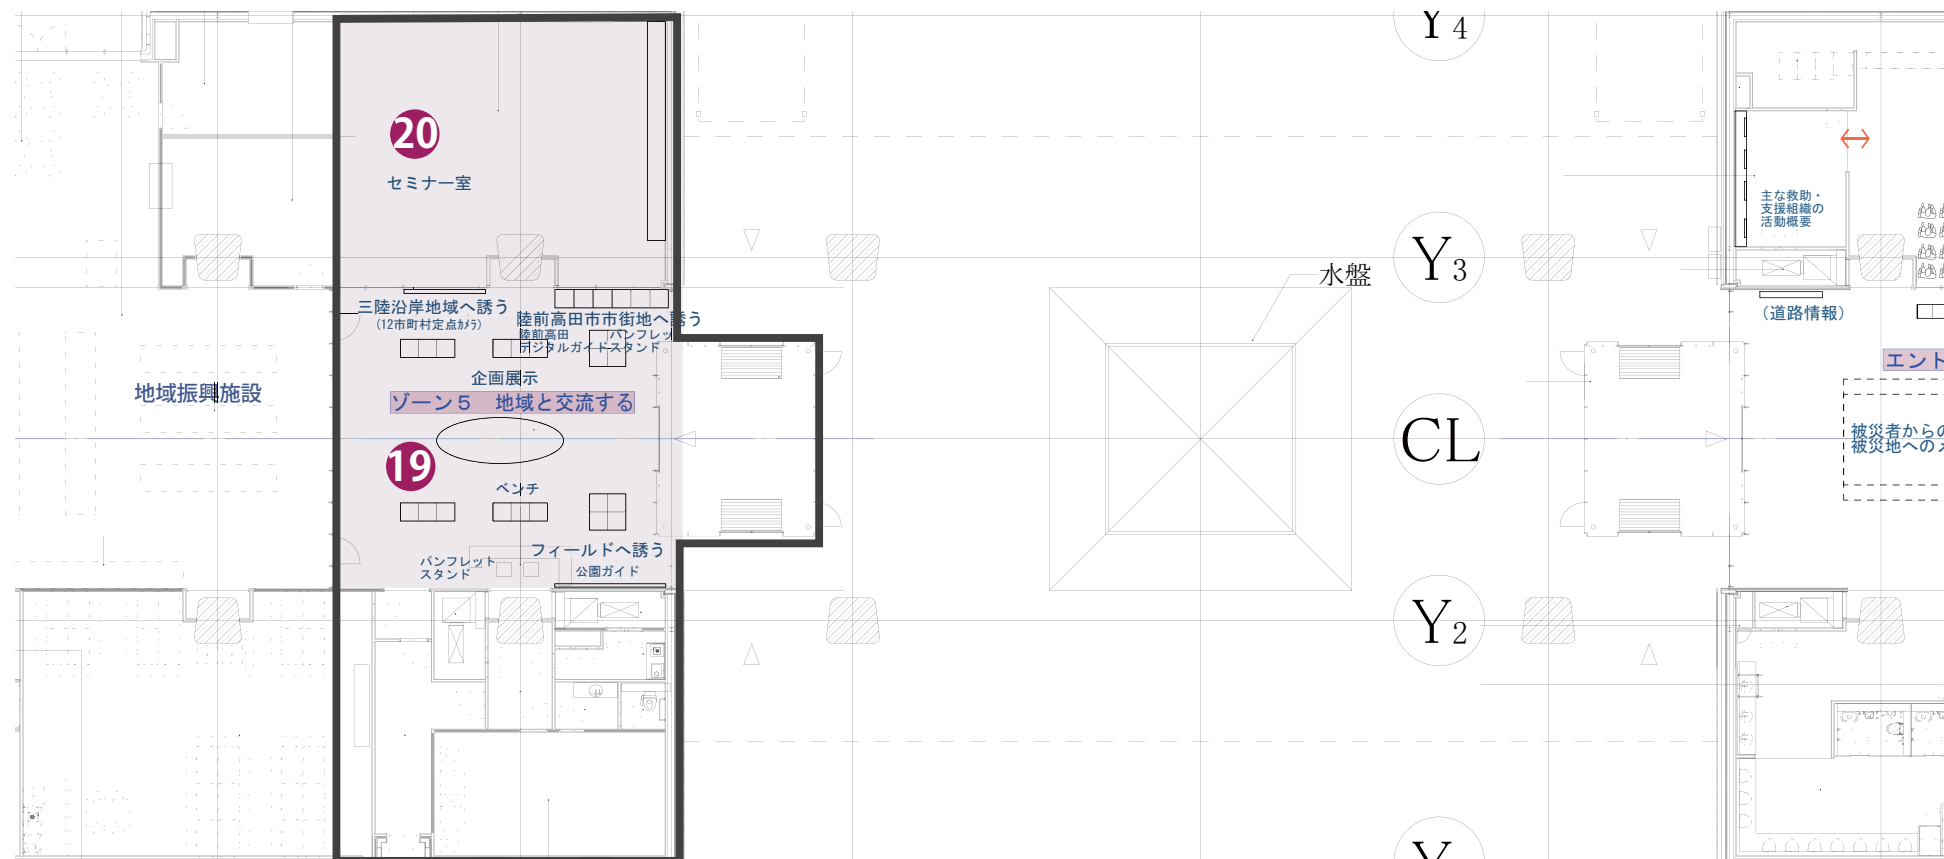 Y4
20
セミナー室
主な救助・
支援組織の
活動概要
Y3
水盤
三陸沿岸地域へ誘う
(12市町村定点ｶﾒﾗ)
陸前高田市市街地へ誘う
陸前高田
デジタルガイド
パンフレッ
スタンド
(道路情報)
企画展示
ゾーン５　地域と交流する
地域振興施設
エント
CL
被災者からの
被災地への
19
ベンチ
フィールドへ誘う
パンフレット
スタンド
公園ガイド
Y2
Y